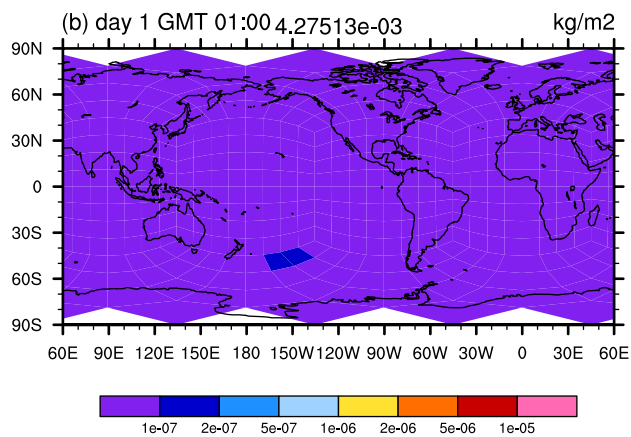 (b) day 1 GMT 01:00 4.27513e-03 kg/m2
90N
60N
30N
0
30S
60S
90S
60E 90E 120E 150E 180 150W 120W 90W 60W 30W 0 30E 60E
1e-07 2e-07 5e-07 1e-06 2e-06 5e-06 1e-05